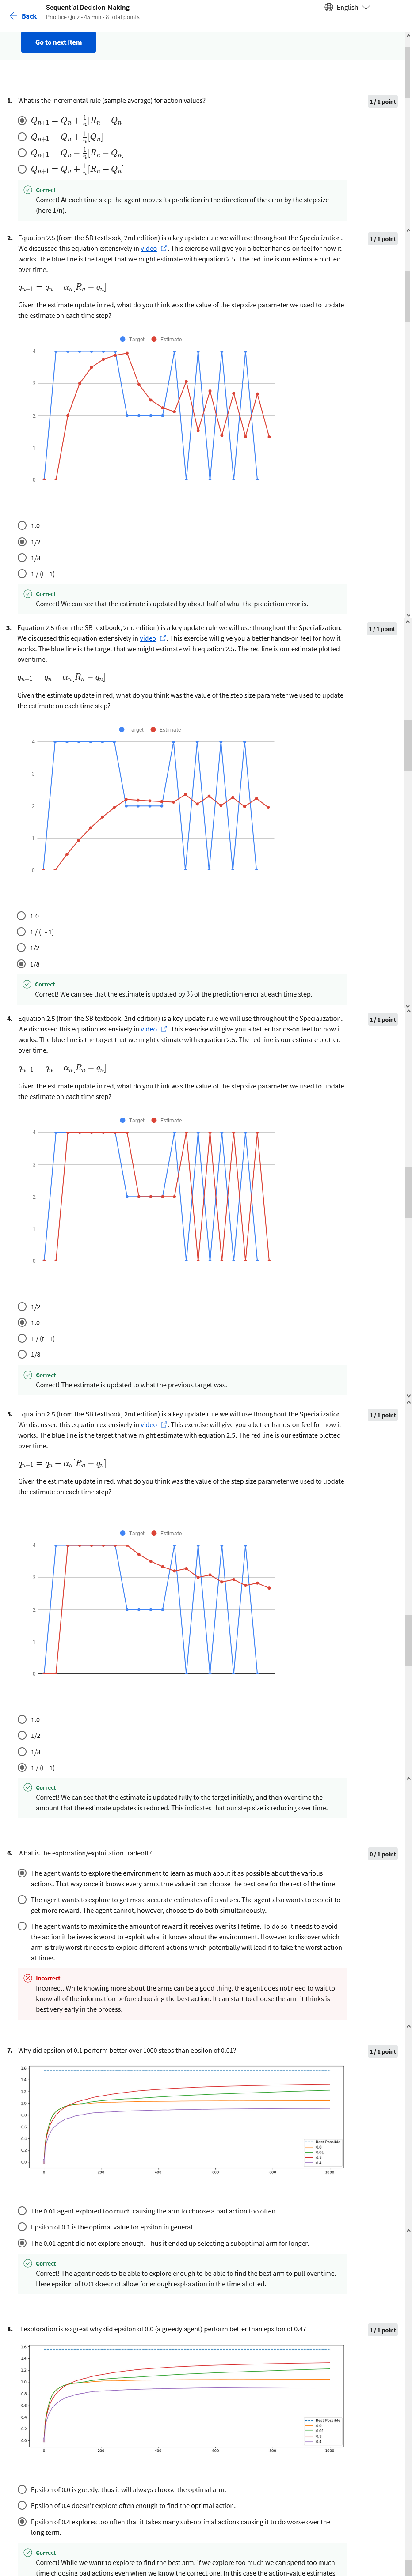 Back
Sequential Decision-Making
Practice Quiz • 45 min • 8 total points
English
Go to next item
1. What is the incremental rule (sample average) for action values?
1 / 1 point
Qn+1 = Qn + 1/n[Rn − Qn]
Qn+1 = Qn + 1/n[Qn]
Qn+1 = Qn − 1/n[Rn − Qn]
Qn+1 = Qn + 1/n[Rn + Qn]
Correct
Correct! At each time step the agent moves its prediction in the direction of the error by the step size
(here 1/n).
2. Equation 2.5 (from the SB textbook, 2nd edition) is a key update rule we will use throughout the Specialization.
1 / 1 point
We discussed this equation extensively in video. This exercise will give you a better hands-on feel for how it
works. The blue line is the target that we might estimate with equation 2.5. The red line is our estimate plotted
over time.
qn+1 = qn + αn[Rn − qn]
Given the estimate update in red, what do you think was the value of the step size parameter we used to update
the estimate on each time step?
Target Estimate
4
3
2
1
0
1.0
1/2
1/8
1 / (t - 1)
Correct
Correct! We can see that the estimate is updated by about half of what the prediction error is.
3. Equation 2.5 (from the SB textbook, 2nd edition) is a key update rule we will use throughout the Specialization.
1 / 1 point
We discussed this equation extensively in video. This exercise will give you a better hands-on feel for how it
works. The blue line is the target that we might estimate with equation 2.5. The red line is our estimate plotted
over time.
qn+1 = qn + αn[Rn − qn]
Given the estimate update in red, what do you think was the value of the step size parameter we used to update
the estimate on each time step?
Target Estimate
4
3
2
1
0
1.0
1 / (t - 1)
1/2
1/8
Correct
Correct! We can see that the estimate is updated by ⅛ of the prediction error at each time step.
4. Equation 2.5 (from the SB textbook, 2nd edition) is a key update rule we will use throughout the Specialization.
1 / 1 point
We discussed this equation extensively in video. This exercise will give you a better hands-on feel for how it
works. The blue line is the target that we might estimate with equation 2.5. The red line is our estimate plotted
over time.
qn+1 = qn + αn[Rn − qn]
Given the estimate update in red, what do you think was the value of the step size parameter we used to update
the estimate on each time step?
Target Estimate
4
3
2
1
0
1/2
1.0
1 / (t - 1)
1/8
Correct
Correct! The estimate is updated to what the previous target was.
5. Equation 2.5 (from the SB textbook, 2nd edition) is a key update rule we will use throughout the Specialization.
1 / 1 point
We discussed this equation extensively in video. This exercise will give you a better hands-on feel for how it
works. The blue line is the target that we might estimate with equation 2.5. The red line is our estimate plotted
over time.
qn+1 = qn + αn[Rn − qn]
Given the estimate update in red, what do you think was the value of the step size parameter we used to update
the estimate on each time step?
Target Estimate
4
3
2
1
0
1.0
1/2
1/8
1 / (t - 1)
Correct
Correct! We can see that the estimate is updated fully to the target initially, and then over time the
amount that the estimate updates is reduced. This indicates that our step size is reducing over time.
6. What is the exploration/exploitation tradeoff?
0 / 1 point
The agent wants to explore the environment to learn as much about it as possible about the various
actions. That way once it knows every arm's true value it can choose the best one for the rest of the time.
The agent wants to explore to get more accurate estimates of its values. The agent also wants to exploit to
get more reward. The agent cannot, however, choose to do both simultaneously.
The agent wants to maximize the amount of reward it receives over its lifetime. To do so it needs to avoid
the action it believes is worst to exploit what it knows about the environment. However to discover which
arm is truly worst it needs to explore different actions which potentially will lead it to take the worst action
at times.
Incorrect
Incorrect. While knowing more about the arms can be a good thing, the agent does not need to wait to
know all of the information before choosing the best action. It can start to choose the arm it thinks is
best very early in the process.
7. Why did epsilon of 0.1 perform better over 1000 steps than epsilon of 0.01?
1 / 1 point
1.6
1.4
1.2
1.0
0.8
0.6
0.4
0.2
0.0
Best Possible
0.0
0.01
0.1
0.4
0 200 400 600 800 1000
The 0.01 agent explored too much causing the arm to choose a bad action too often.
Epsilon of 0.1 is the optimal value for epsilon in general.
The 0.01 agent did not explore enough. Thus it ended up selecting a suboptimal arm for longer.
Correct
Correct! The agent needs to be able to explore enough to be able to find the best arm to pull over time.
Here epsilon of 0.01 does not allow for enough exploration in the time allotted.
8. If exploration is so great why did epsilon of 0.0 (a greedy agent) perform better than epsilon of 0.4?
1 / 1 point
1.6
1.4
1.2
1.0
0.8
0.6
0.4
0.2
0.0
Best Possible
0.0
0.01
0.1
0.4
0 200 400 600 800 1000
Epsilon of 0.0 is greedy, thus it will always choose the optimal arm.
Epsilon of 0.4 doesn't explore often enough to find the optimal action.
Epsilon of 0.4 explores too often that it takes many sub-optimal actions causing it to do worse over the
long term.
Correct
Correct! While we want to explore to find the best arm, if we explore too much we can spend too much
time choosing bad actions even when we know the correct one. In this case the action-value estimates